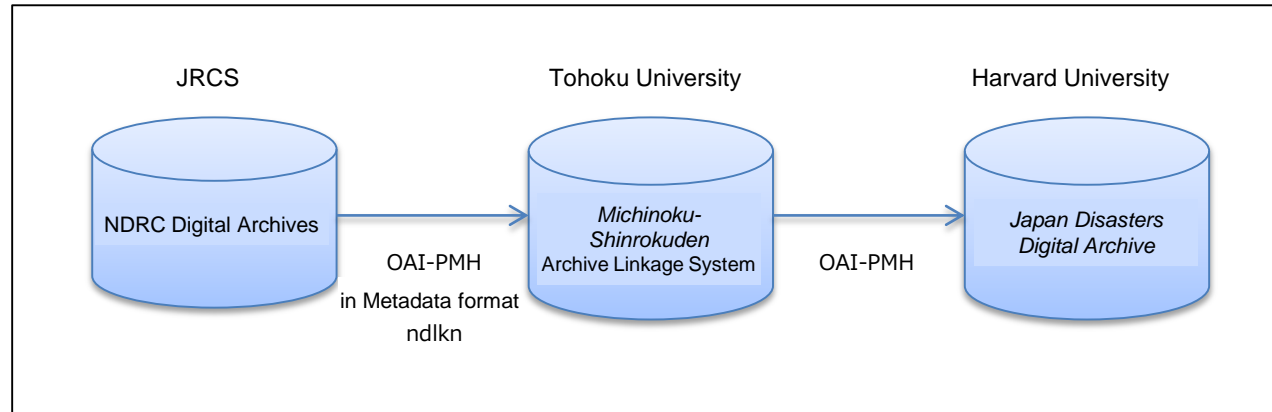 JRCS
Tohoku University
Harvard University
NDRC Digital Archives
OAI-PMH
in Metadata format
ndlkn
Michinoku-
Shinrokuden
Archive Linkage System
OAI-PMH
Japan Disasters
Digital Archive